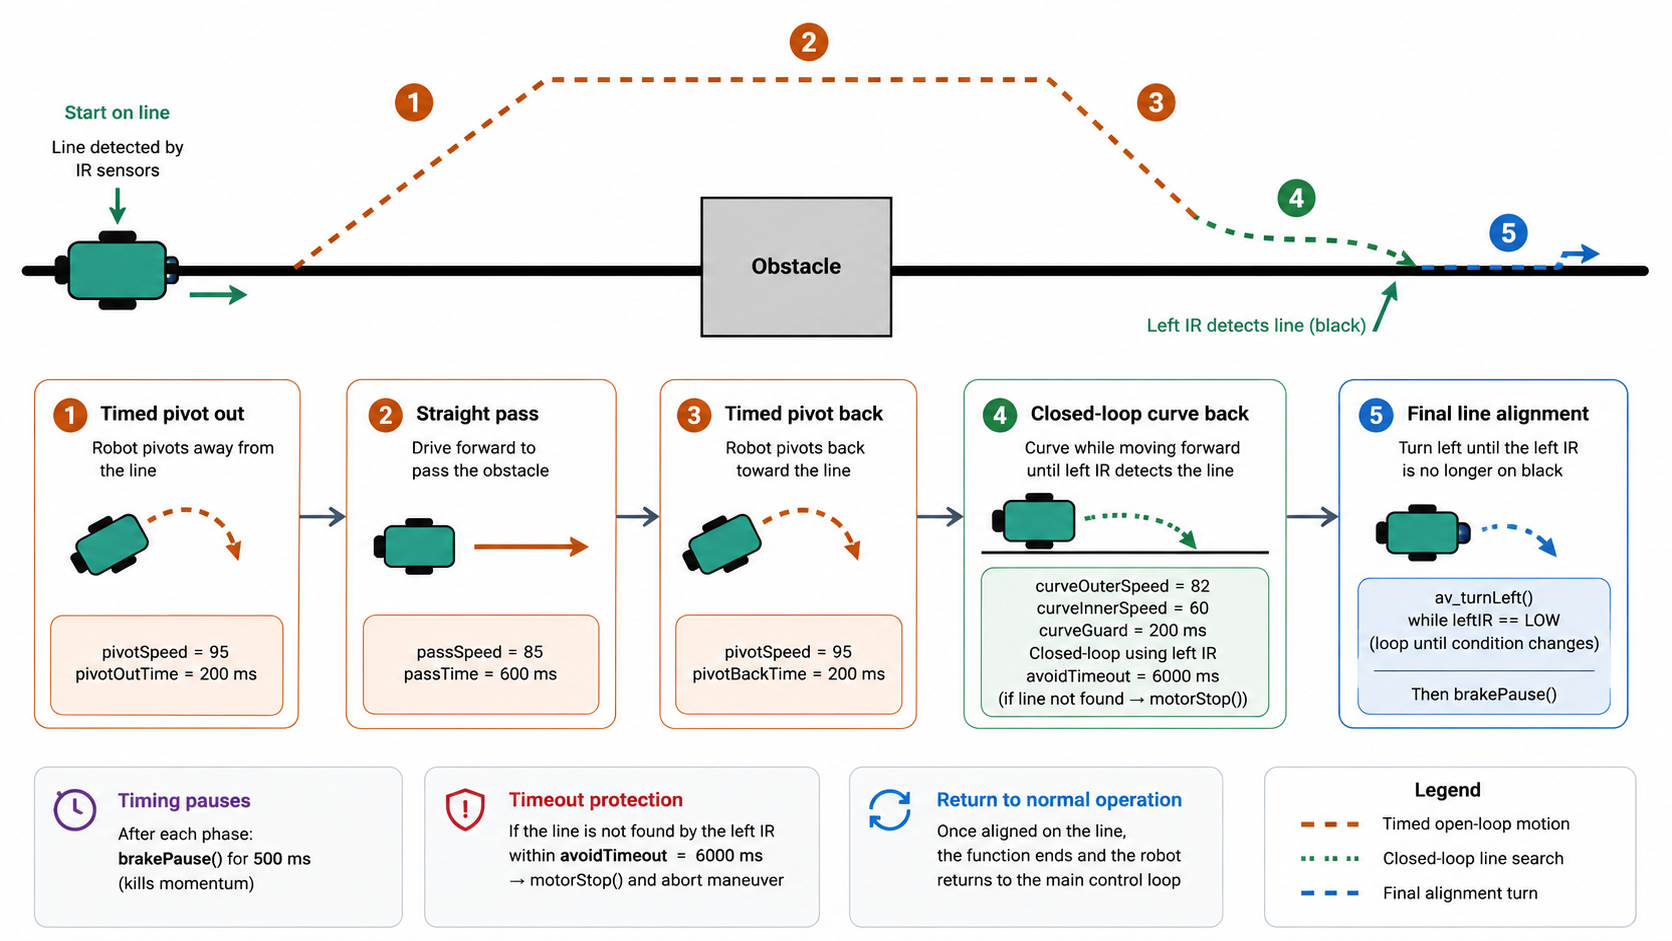 2
1
3
Start on line
Line detected by
IR sensors
4
5
Obstacle
Left IR detects line (black)
1 Timed pivot out
Robot pivots away from
the line
pivotSpeed = 95
pivotOutTime = 200 ms
2 Straight pass
Drive forward to
pass the obstacle
passSpeed = 85
passTime = 600 ms
3 Timed pivot back
Robot pivots back
toward the line
pivotSpeed = 95
pivotBackTime = 200 ms
4 Closed-loop curve back
Curve while moving forward
until left IR detects the line
curveOuterSpeed = 82
curveInnerSpeed = 60
curveGuard = 200 ms
Closed-loop using left IR
avoidTimeout = 6000 ms
(if line not found → motorStop())
5 Final line alignment
Turn left until the left IR
is no longer on black
av_turnLeft()
while leftIR == LOW
(loop until condition changes)
Then brakePause()
Timing pauses
After each phase:
brakePause() for 500 ms
(kills momentum)
Timeout protection
If the line is not found by the left IR
within avoidTimeout = 6000 ms
→ motorStop() and abort maneuver
Return to normal operation
Once aligned on the line,
the function ends and the robot
returns to the main control loop
Legend
Timed open-loop motion
Closed-loop line search
Final alignment turn